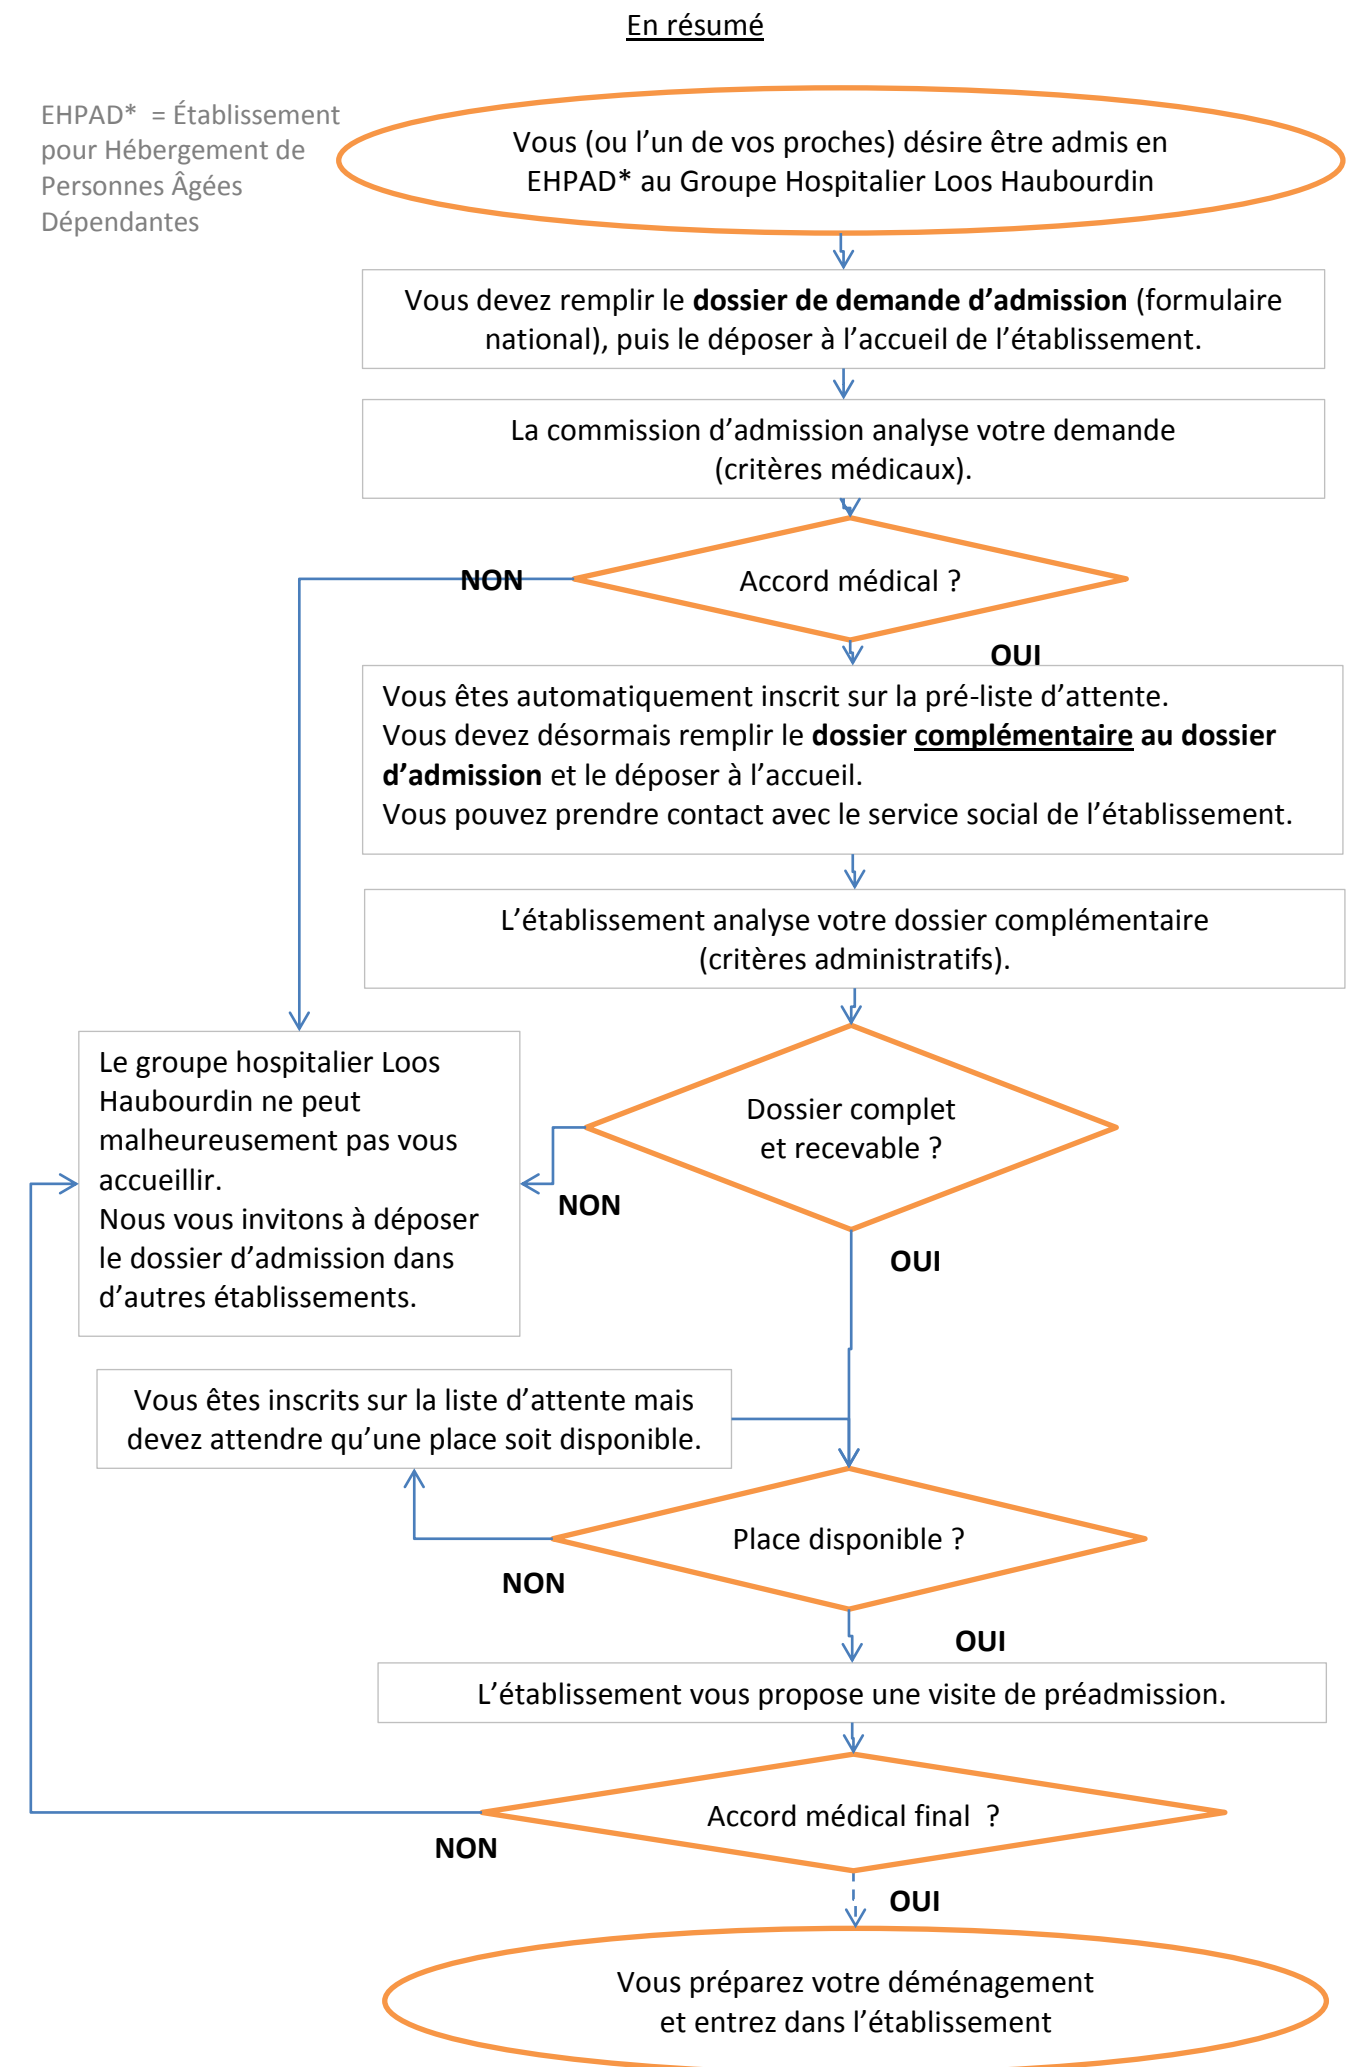 En résumé
EHPAD* = Établissement
pour Hébergement de
Personnes Âgées
Dépendantes
Vous (ou l’un de vos proches) désire être admis en
EHPAD* au Groupe Hospitalier Loos Haubourdin
Vous devez remplir le dossier de demande d’admission (formulaire
national), puis le déposer à l’accueil de l’établissement.
La commission d’admission analyse votre demande
(critères médicaux).
NON
Accord médical ?
OUI
Vous êtes automatiquement inscrit sur la pré-liste d’attente.
Vous devez désormais remplir le dossier complémentaire au dossier
d’admission et le déposer à l’accueil.
Vous pouvez prendre contact avec le service social de l’établissement.
L’établissement analyse votre dossier complémentaire
(critères administratifs).
Le groupe hospitalier Loos
Haubourdin ne peut
malheureusement pas vous
accueillir.
Nous vous invitons à déposer
le dossier d’admission dans
d’autres établissements.
Dossier complet
et recevable ?
NON
OUI
Vous êtes inscrits sur la liste d’attente mais
devez attendre qu’une place soit disponible.
Place disponible ?
NON
OUI
L’établissement vous propose une visite de préadmission.
Accord médical final ?
NON
OUI
Vous préparez votre déménagement
et entrez dans l’établissement